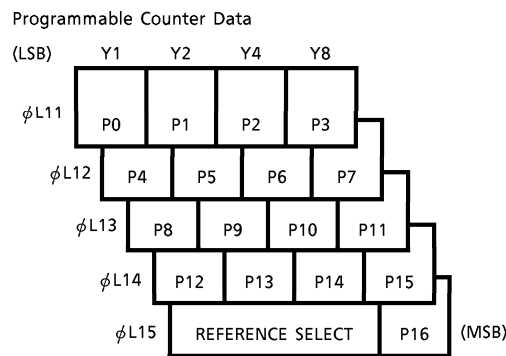 Programmable Counter Data
(LSB) Y1 Y2 Y4 Y8
ϕL11 P0 P1 P2 P3
ϕL12 P4 P5 P6 P7
ϕL13 P8 P9 P10 P11
ϕL14 P12 P13 P14 P15
ϕL15 REFERENCE SELECT P16 (MSB)